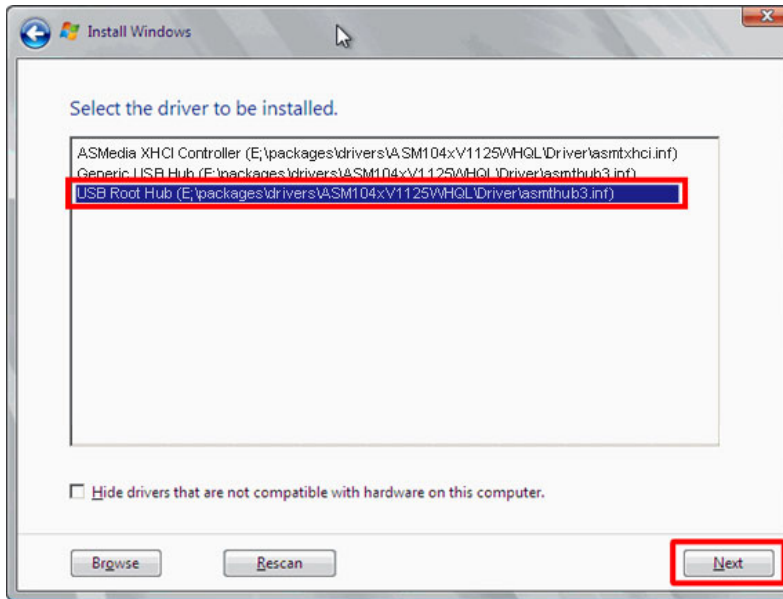 Install Windows
Select the driver to be installed.
ASMedia XHCI Controller (E;\packages\drivers\ASM104xV1125WHQL\Driver\asmtxhci.inf)
Generic USB Hub (E;\packages\drivers\ASM104xV1125WHQL\Driver\asmthub3.inf)
USB Root Hub (E;\packages\drivers\ASM104xV1125WHQL\Driver\asmthub3.inf)
Hide drivers that are not compatible with hardware on this computer.
Browse Rescan Next